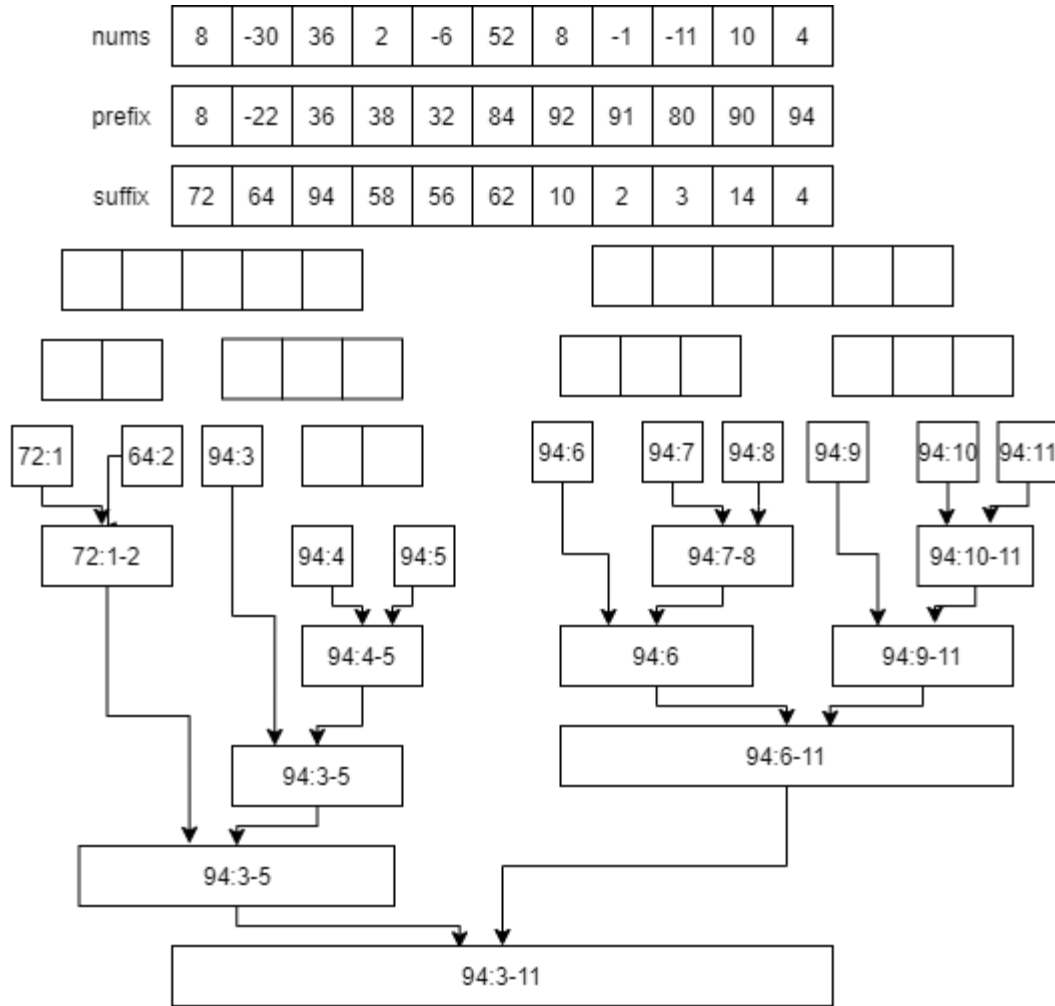 nums 8 -30 36 2 -6 52 8 -1 -11 10 4
prefix 8 -22 36 38 32 84 92 91 80 90 94
suffix 72 64 94 58 56 62 10 2 3 14 4
72:1 64:2 94:3 94:6 94:7 94:8 94:9 94:10 94:11
72:1-2 94:4 94:5 94:7-8 94:10-11
94:4-5 94:6 94:9-11
94:3-5 94:6-11
94:3-5
94:3-11